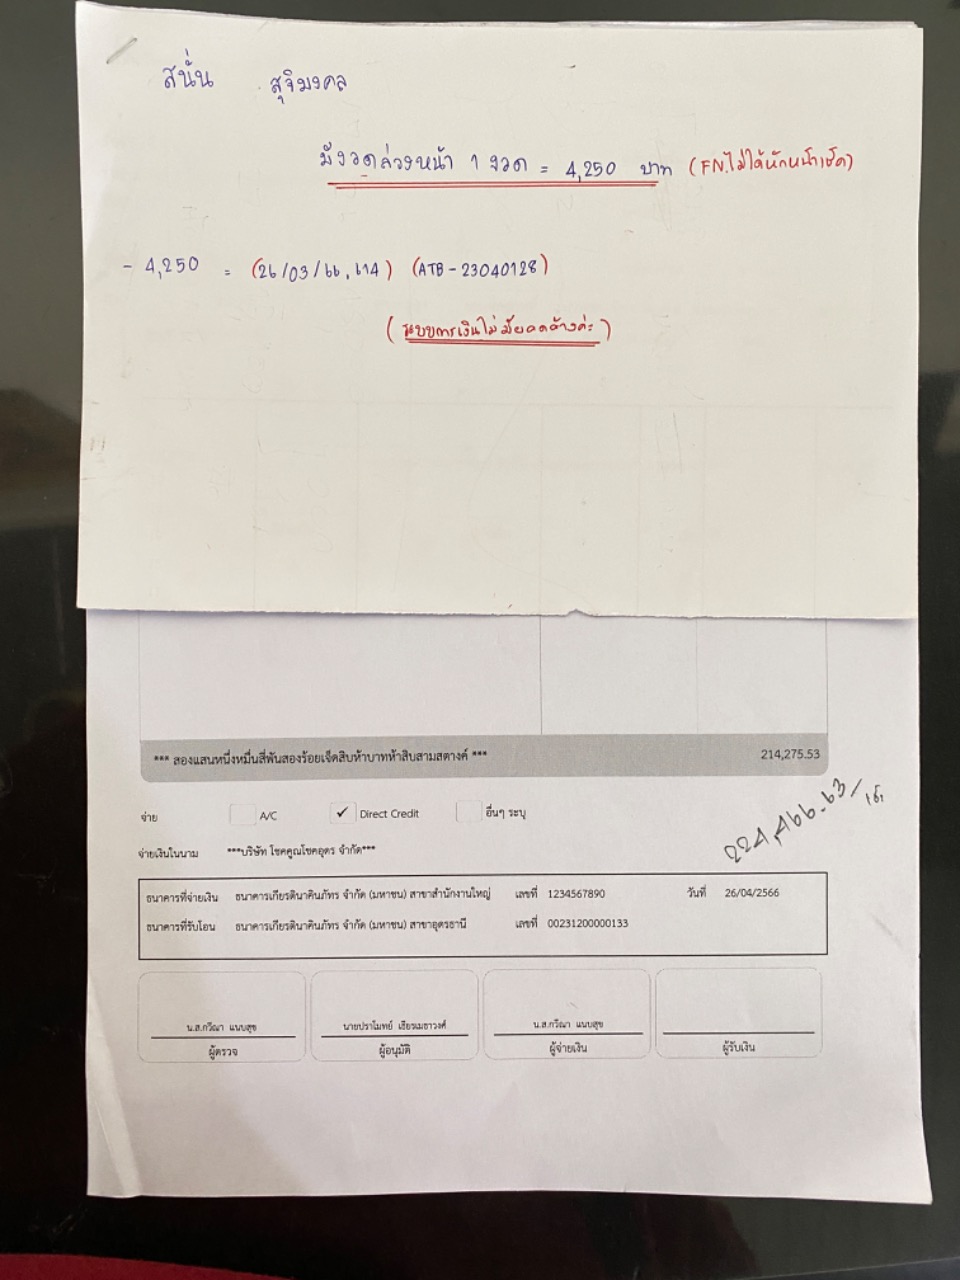 สนั่น สุจิมงคล
มีงวดล่วงหน้า 1 งวด = 4,250 บาท (FN.ไม่ได้หักหน้าเช็ค)
- 4,250 = (26/03/66, 614) (ATB-23040128)
(ระบบการเงินไม่มียอดค้างค่ะ)
*** สองแสนหนึ่งหมื่นสี่พันสองร้อยเจ็ดสิบห้าบาทห้าสิบสามสตางค์ *** 214,275.53
224,466.63/
จ่าย A/C ✓ Direct Credit อื่นๆ ระบุ
จ่ายเงินในนาม ***บริษัท โชคคูณโชคอุดร จำกัด***
ธนาคารที่จ่ายเงิน ธนาคารเกียรตินาคินภัทร จำกัด (มหาชน) สาขาสำนักงานใหญ่ เลขที่ 1234567890 วันที่ 26/04/2566
ธนาคารที่รับโอน ธนาคารเกียรตินาคินภัทร จำกัด (มหาชน) สาขาอุดรธานี เลขที่ 00231200000133
น.ส.กวีณา แนบสุข นายปราโมทย์ เธียรเมธาวงศ์ น.ส.กวีณา แนบสุข
ผู้ตรวจ ผู้อนุมัติ ผู้จ่ายเงิน ผู้รับเงิน